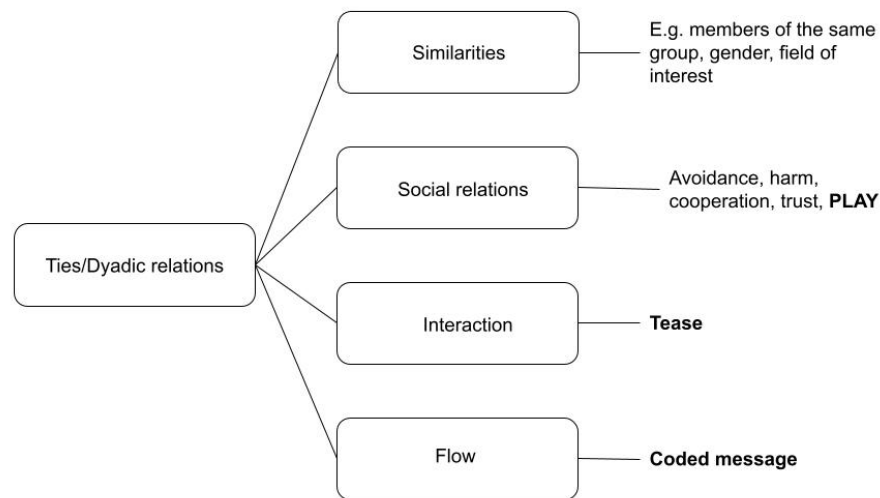 Similarities
E.g. members of the same
group, gender, field of
interest
Social relations
Avoidance, harm,
cooperation, trust, PLAY
Ties/Dyadic relations
Interaction
Tease
Flow
Coded message